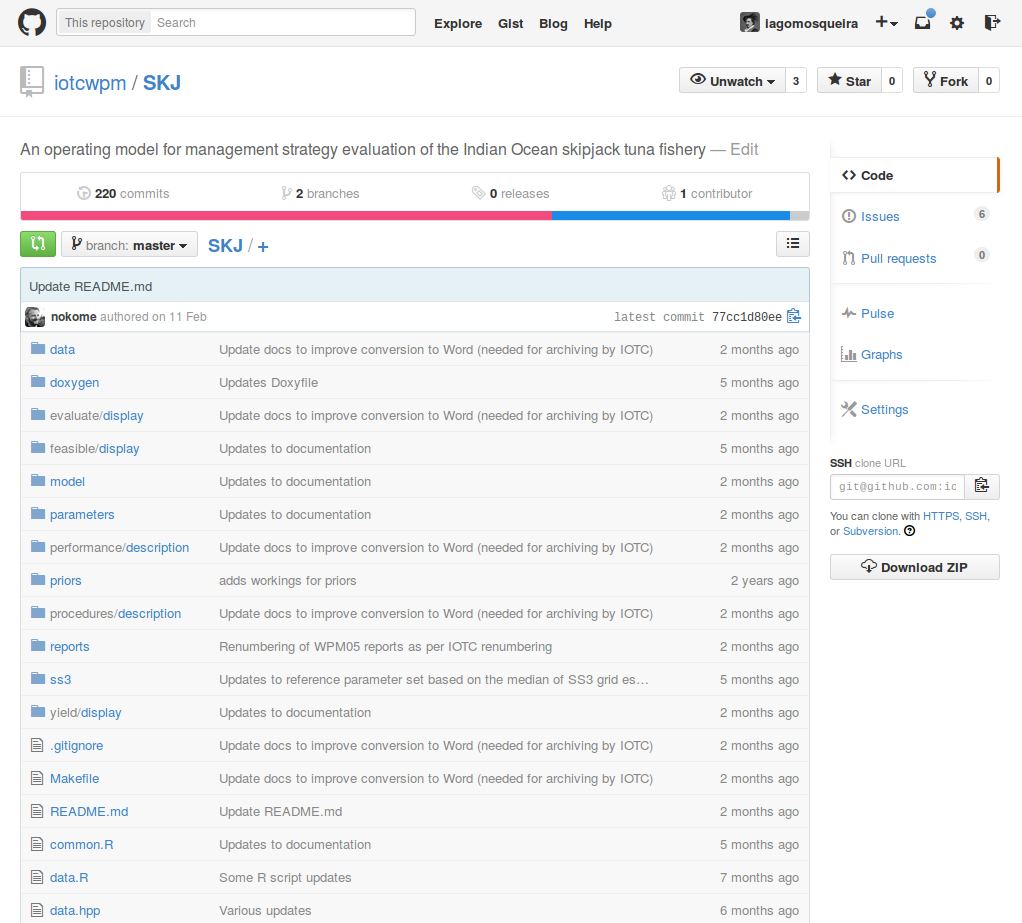 This repository Search Explore Gist Blog Help iagomosqueira
iotcwpm / SKJ Unwatch 3 Star 0 Fork 0
An operating model for management strategy evaluation of the Indian Ocean skipjack tuna fishery — Edit
220 commits 2 branches 0 releases 1 contributor
branch: master SKJ / +
Update README.md
nokome authored on 11 Feb latest commit 77cc1d80ee
data Update docs to improve conversion to Word (needed for archiving by IOTC) 2 months ago
doxygen Updates Doxyfile 5 months ago
evaluate/display Update docs to improve conversion to Word (needed for archiving by IOTC) 2 months ago
feasible/display Updates to documentation 5 months ago
model Updates to documentation 2 months ago
parameters Updates to documentation 2 months ago
performance/description Update docs to improve conversion to Word (needed for archiving by IOTC) 2 months ago
priors adds workings for priors 2 years ago
procedures/description Update docs to improve conversion to Word (needed for archiving by IOTC) 2 months ago
reports Renumbering of WPM05 reports as per IOTC renumbering 2 months ago
ss3 Updates to reference parameter set based on the median of SS3 grid es… 5 months ago
yield/display Updates to documentation 2 months ago
.gitignore Update docs to improve conversion to Word (needed for archiving by IOTC) 2 months ago
Makefile Update docs to improve conversion to Word (needed for archiving by IOTC) 2 months ago
README.md Update README.md 2 months ago
common.R Updates to documentation 5 months ago
data.R Some R script updates 7 months ago
data.hpp Various updates 6 months ago
Code
Issues 6
Pull requests 0
Pulse
Graphs
Settings
SSH clone URL
git@github.com:io
You can clone with HTTPS, SSH,
or Subversion.
Download ZIP